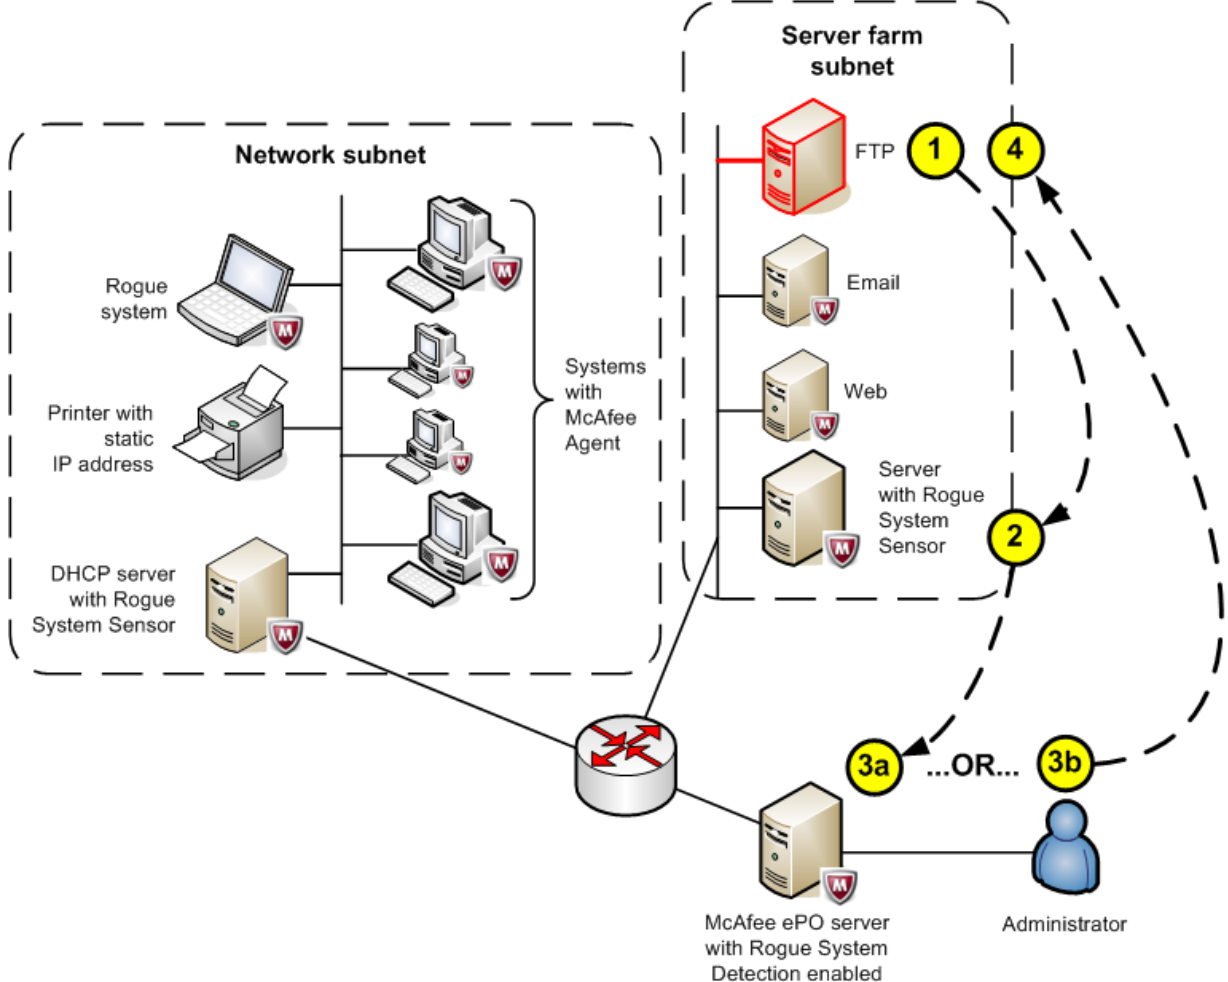 Server farm
subnet
FTP
1
4
Network subnet
Rogue
system
Email
Systems
with
McAfee
Agent
Web
Printer with
static
IP address
Server
with Rogue
System
Sensor
2
DHCP server
with Rogue
System Sensor
3a
...OR...
3b
McAfee ePO server
with Rogue System
Detection enabled
Administrator
M
M
M
M
M
M
M
M
M
M